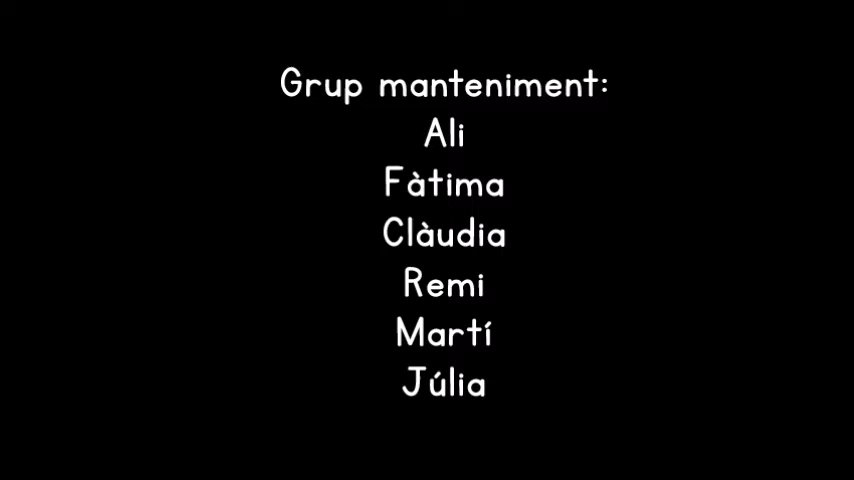 Grup manteniment:
Ali
Fàtima
Clàudia
Remi
Martí
Júlia